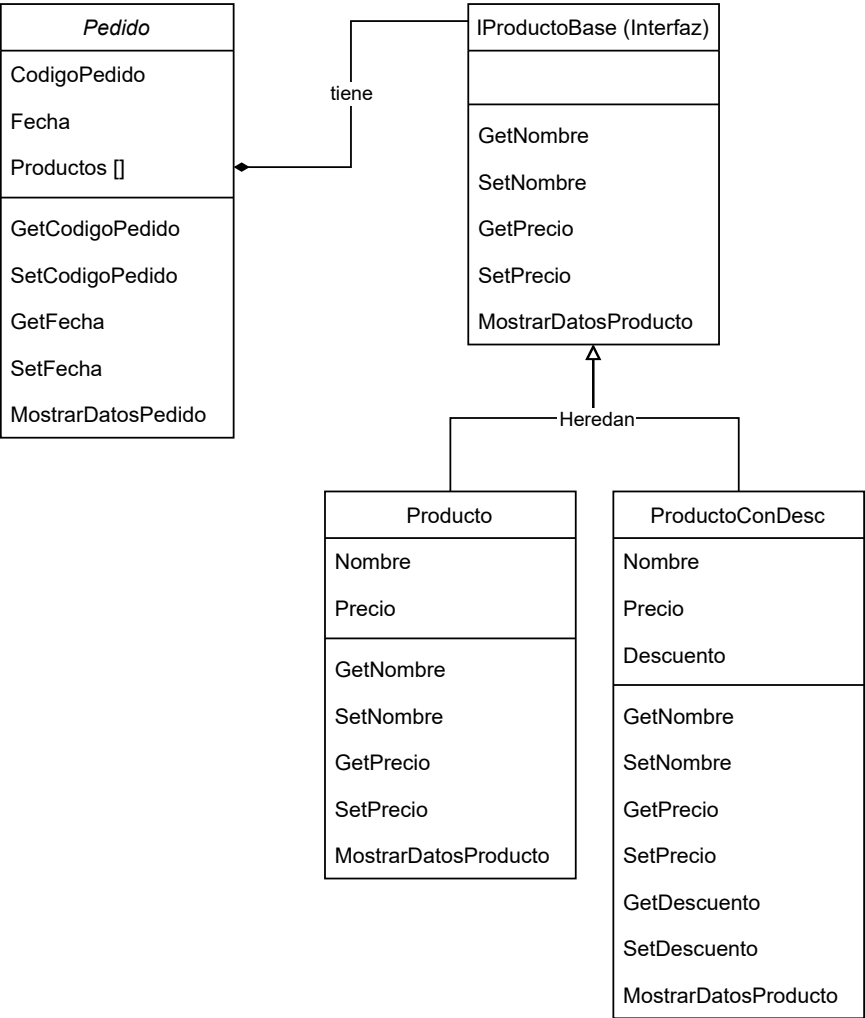 Pedido
CodigoPedido
Fecha
Productos []
GetCodigoPedido
SetCodigoPedido
GetFecha
SetFecha
MostrarDatosPedido
tiene
IProductoBase (Interfaz)
GetNombre
SetNombre
GetPrecio
SetPrecio
MostrarDatosProducto
Heredan
Producto
Nombre
Precio
GetNombre
SetNombre
GetPrecio
SetPrecio
MostrarDatosProducto
ProductoConDesc
Nombre
Precio
Descuento
GetNombre
SetNombre
GetPrecio
SetPrecio
GetDescuento
SetDescuento
MostrarDatosProducto